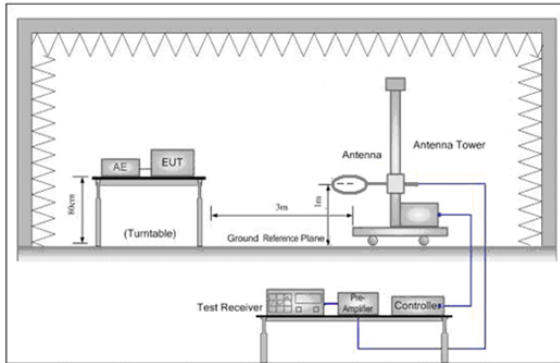 AE
EUT
80cm
(Turntable)
3m
Antenna
Antenna Tower
1m
Ground Reference Plane
Test Receiver
Pre-
Amplifier
Controller